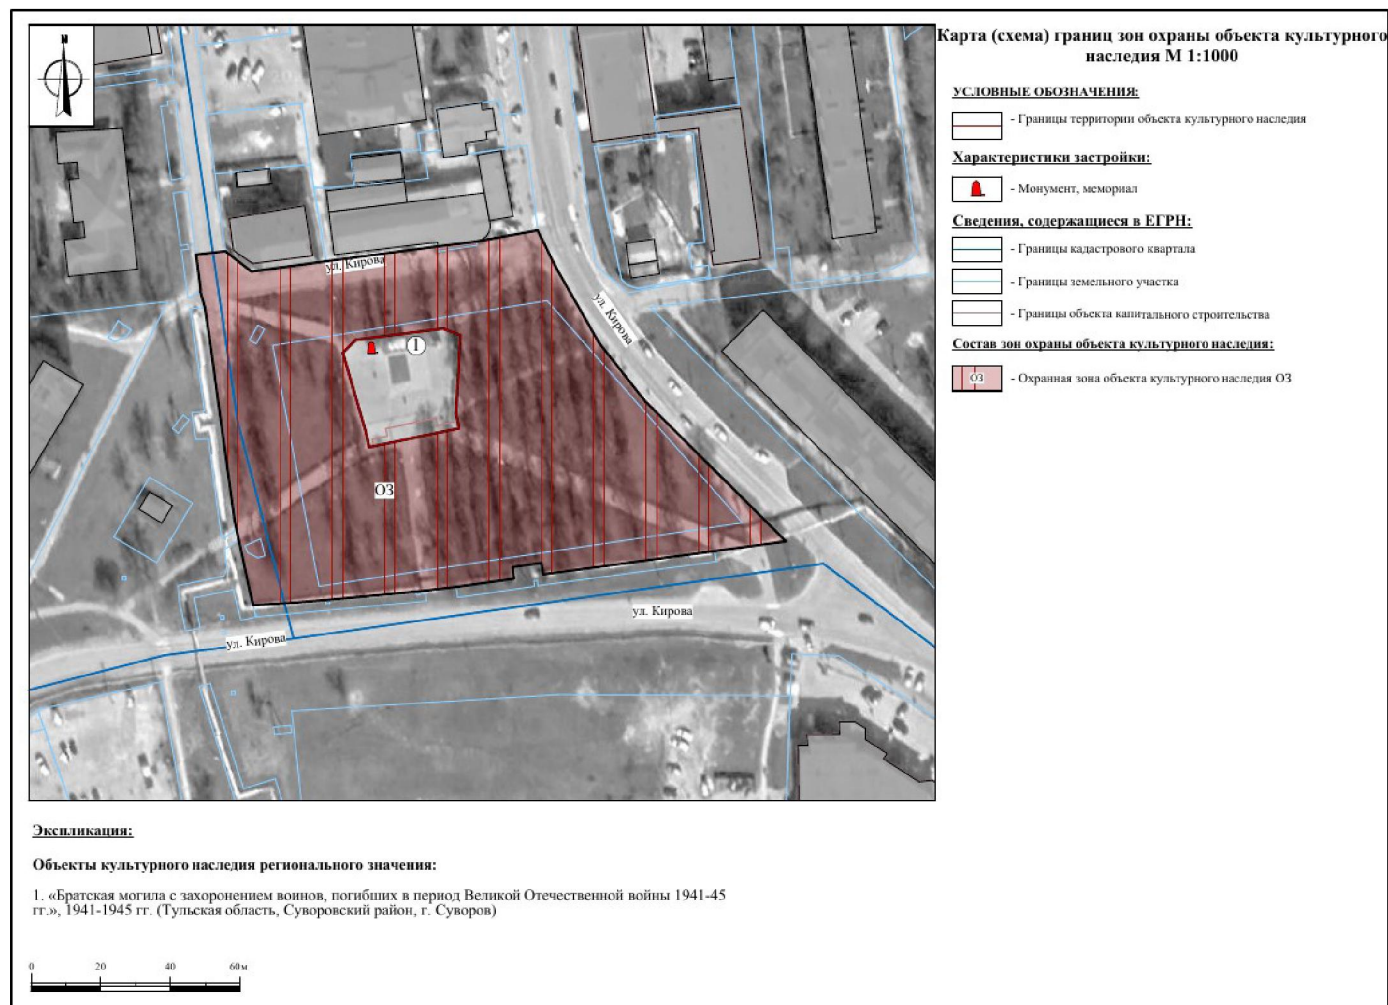 Карта (схема) границ зон охраны объекта культурного
наследия М 1:1000
N
УСЛОВНЫЕ ОБОЗНАЧЕНИЯ:
- Границы территории объекта культурного наследия
Характеристики застройки:
- Монумент, мемориал
Сведения, содержащиеся в ЕГРН:
- Границы кадастрового квартала
- Границы земельного участка
- Границы объекта капитального строительства
Состав зон охраны объекта культурного наследия:
ОЗ
- Охранная зона объекта культурного наследия ОЗ
ул. Кирова
ул. Кирова
1
ОЗ
ул. Кирова
ул. Кирова
Экспликация:
Объекты культурного наследия регионального значения:
1. «Братская могила с захоронением воинов, погибших в период Великой Отечественной войны 1941-45
гг.», 1941-1945 гг. (Тульская область, Суворовский район, г. Суворов)
0 20 40 60м